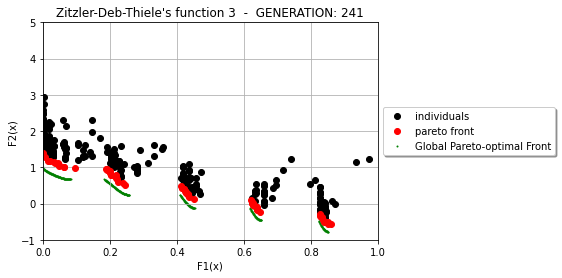 Zitzler-Deb-Thiele's function 3 - GENERATION: 241
5
4
3
2
1
0
−1
F2(x)
0.0 0.2 0.4 0.6 0.8 1.0
F1(x)
individuals
pareto front
Global Pareto-optimal Front